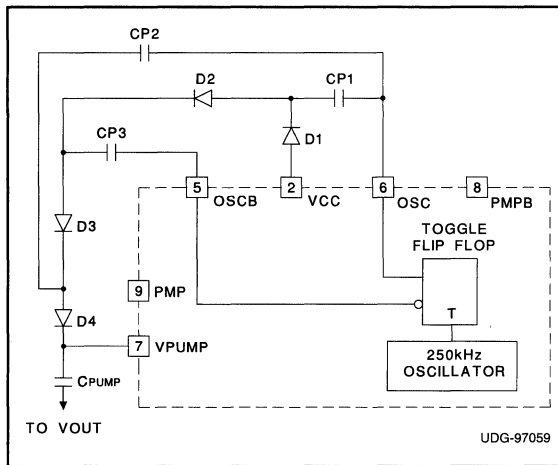 CP2
D2
CP1
CP3
D1
5
OSCB
2
VCC
6
OSC
8
PMPB
D3
TOGGLE
FLIP FLOP
9
PMP
T
D4
7
VPUMP
250kHz
OSCILLATOR
CPUMP
TO VOUT
UDG-97059